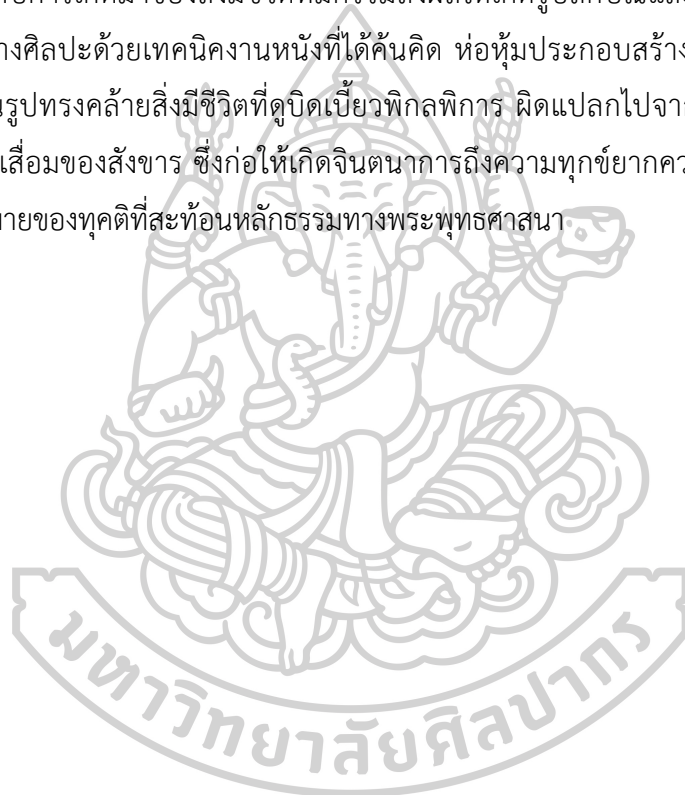 างศิลปะด้วยเทคนิคงานหนังที่ได้ค้นคิด ห่อหุ้มประกอบสร้าง
รูปทรงคล้ายสิ่งมีชีวิตที่ดูบิดเบี้ยวพิกลพิการ ผิดแปลกไปจาก
เสื่อมของสังขาร ซึ่งก่อให้เกิดจินตนาการถึงความทุกข์ยากคว
ายของทุคติที่สะท้อนหลักธรรมทางพระพุทธศาสนา
มหาวิทยาลัยศิลปากร